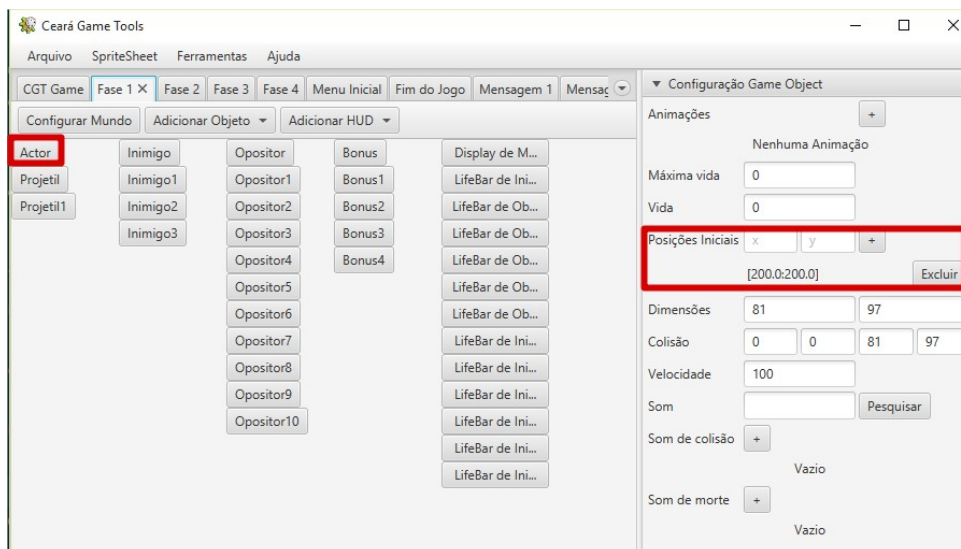 Ceará Game Tools
Arquivo SpriteSheet Ferramentas Ajuda
CGT Game Fase 1 X Fase 2 Fase 3 Fase 4 Menu Inicial Fim do Jogo Mensagem 1 Mensag
Configurar Mundo Adicionar Objeto Adicionar HUD
Actor Inimigo Opositor Bonus Display de M...
Projetil Inimigo1 Opositor1 Bonus1 LifeBar de Ini...
Projetil1 Inimigo2 Opositor2 Bonus2 LifeBar de Ob...
Inimigo3 Opositor3 Bonus3 LifeBar de Ob...
Opositor4 Bonus4 LifeBar de Ob...
Opositor5 LifeBar de Ob...
Opositor6 LifeBar de Ob...
Opositor7 LifeBar de Ini...
Opositor8 LifeBar de Ini...
Opositor9 LifeBar de Ini...
Opositor10 LifeBar de Ini...
LifeBar de Ini...
LifeBar de Ini...
Configuração Game Object
Animações +
Nenhuma Animação
Máxima vida 0
Vida 0
Posições Iniciais x y +
[200.0:200.0] Excluir
Dimensões 81 97
Colisão 0 0 81 97
Velocidade 100
Som Pesquisar
Som de colisão +
Vazio
Som de morte +
Vazio